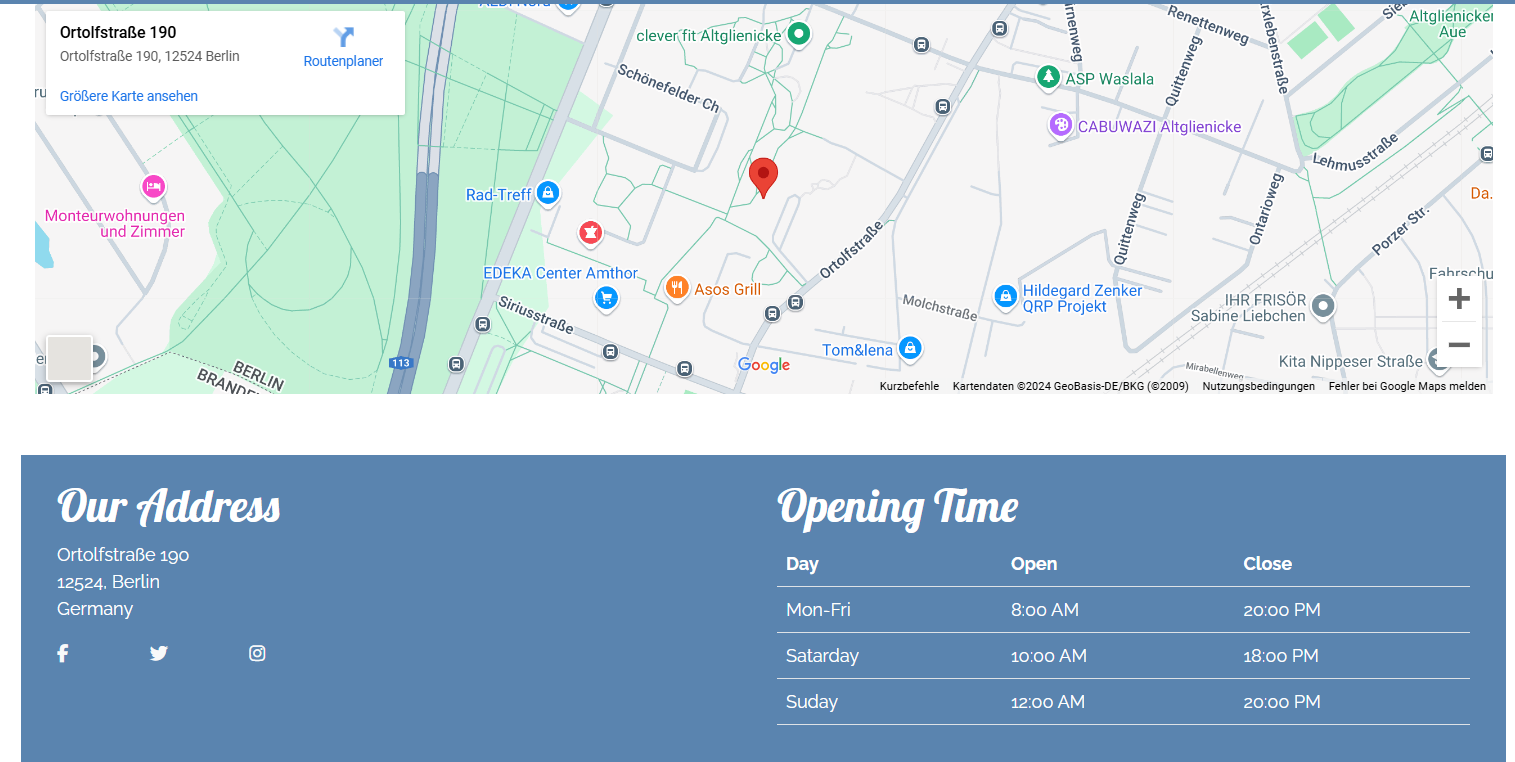 ALDI Nord
Ortolfstraße 190
Ortolfstraße 190, 12524 Berlin
Routenplaner
Größere Karte ansehen
clever fit Altglienicke
Renettenweg
Altglienicker
Aue
Schönefelder Ch
Quittenweg
ASP Waslala
CABUWAZI Altglienicke
Lehmusstraße
Rad-Treff
Da.
Monteurwohnungen
und Zimmer
Quittenweg
Ontarioweg
Porzer Str.
Ortolfstraße
EDEKA Center Amthor
Asos Grill
Fahrschu
Siriusstraße
Molchstraße
Hildegard Zenker
QRP Projekt
IHR FRISÖR
Sabine Liebchen
+
−
Tom&lena
113
BERLIN
BRANDE
Google
Kita Nippeser Straße
Mirabellenweg
Kurzbefehle Kartendaten ©2024 GeoBasis-DE/BKG (©2009) Nutzungsbedingungen Fehler bei Google Maps melden
Our Address
Ortolfstraße 190
12524, Berlin
Germany
Opening Time
Day Open Close
Mon-Fri 8:00 AM 20:00 PM
Satarday 10:00 AM 18:00 PM
Suday 12:00 AM 20:00 PM